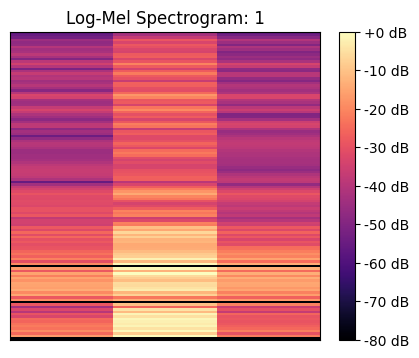 Log-Mel Spectrogram: 1
+0 dB
-10 dB
-20 dB
-30 dB
-40 dB
-50 dB
-60 dB
-70 dB
-80 dB